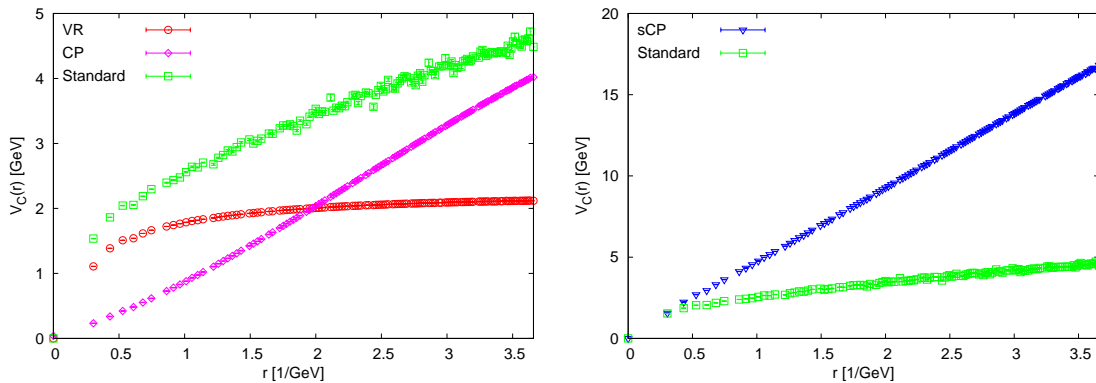 5
4
3
2
1
0
V_C(r) [GeV]
VR
CP
Standard
0 0.5 1 1.5 2 2.5 3 3.5
r [1/GeV]
20
15
10
5
0
V_C(r) [GeV]
sCP
Standard
0 0.5 1 1.5 2 2.5 3 3.5
r [1/GeV]